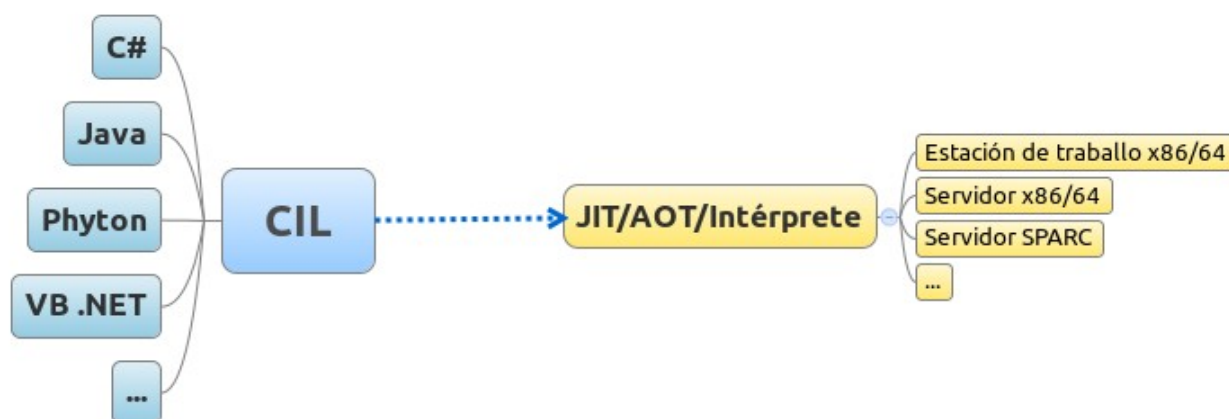 C#
Java
Phyton
VB .NET
...
CIL
JIT/AOT/Intérprete
Estación de traballo x86/64
Servidor x86/64
Servidor SPARC
...